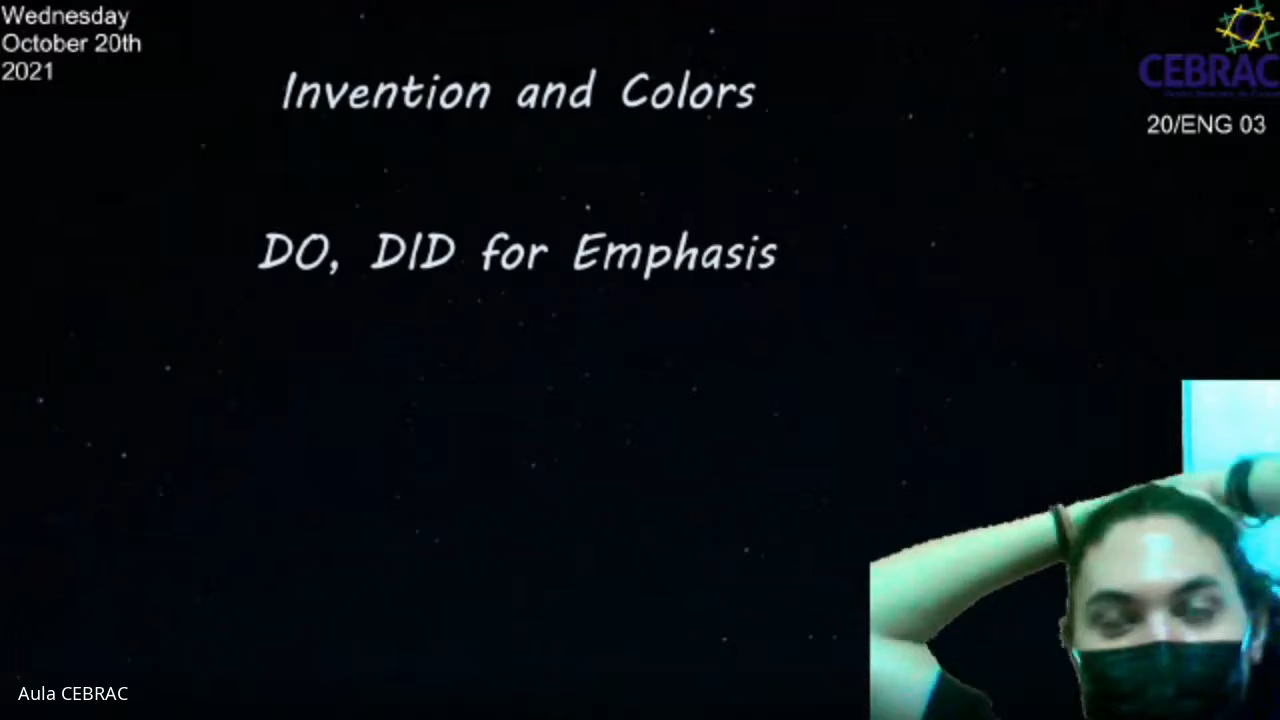 Wednesday
October 20th
2021
CEBRAC
20/ENG 03
Invention and Colors
DO, DID for Emphasis
Aula CEBRAC